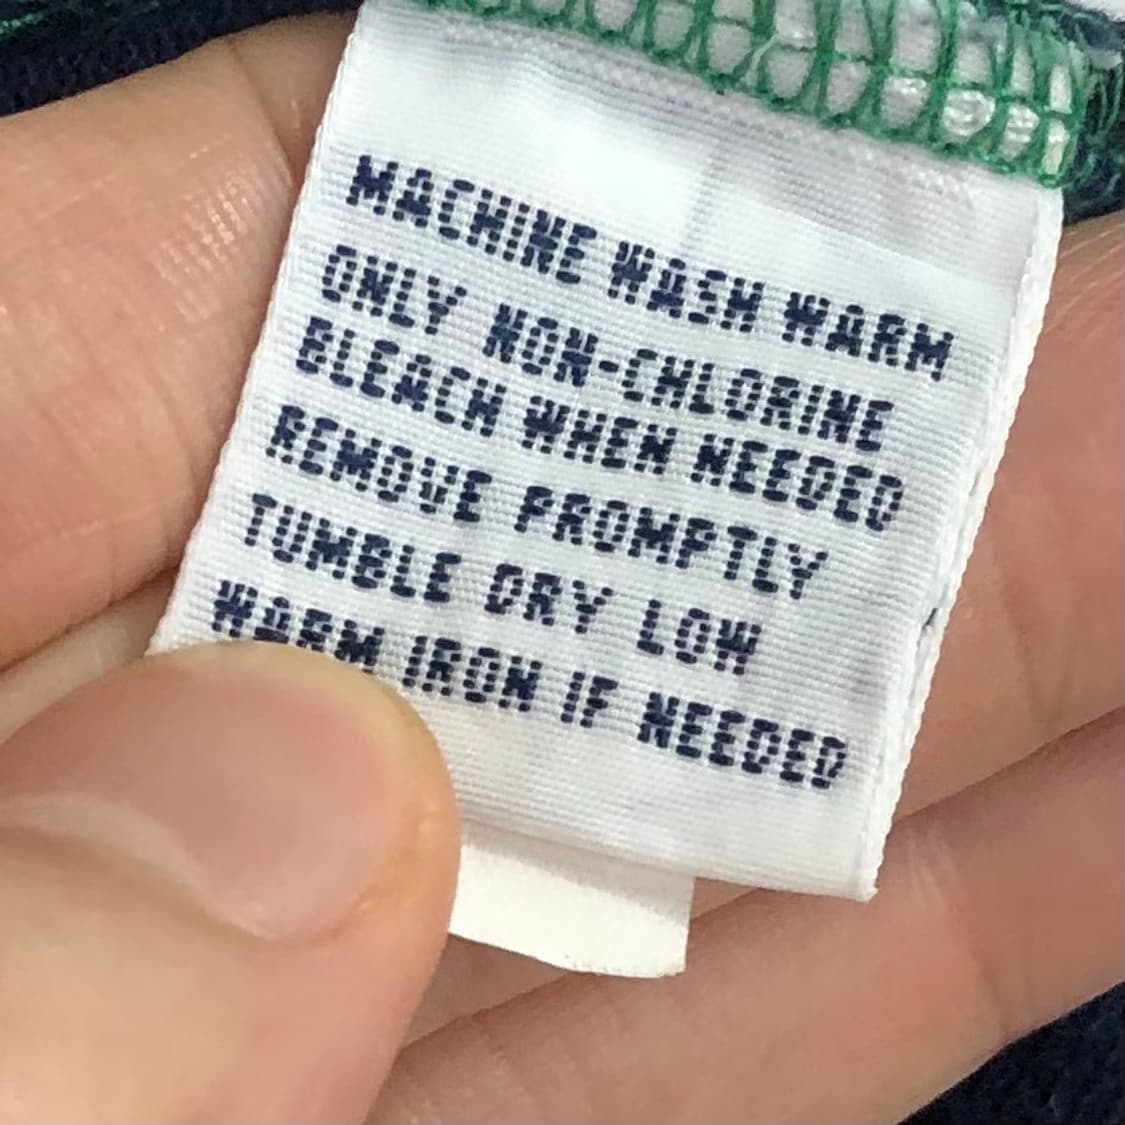 MACHINE WASH WARM
ONLY NON-CHLORINE
BLEACH WHEN NEEDED
REMOVE PROMPTLY
TUMBLE DRY LOW
WARM IRON IF NEEDED